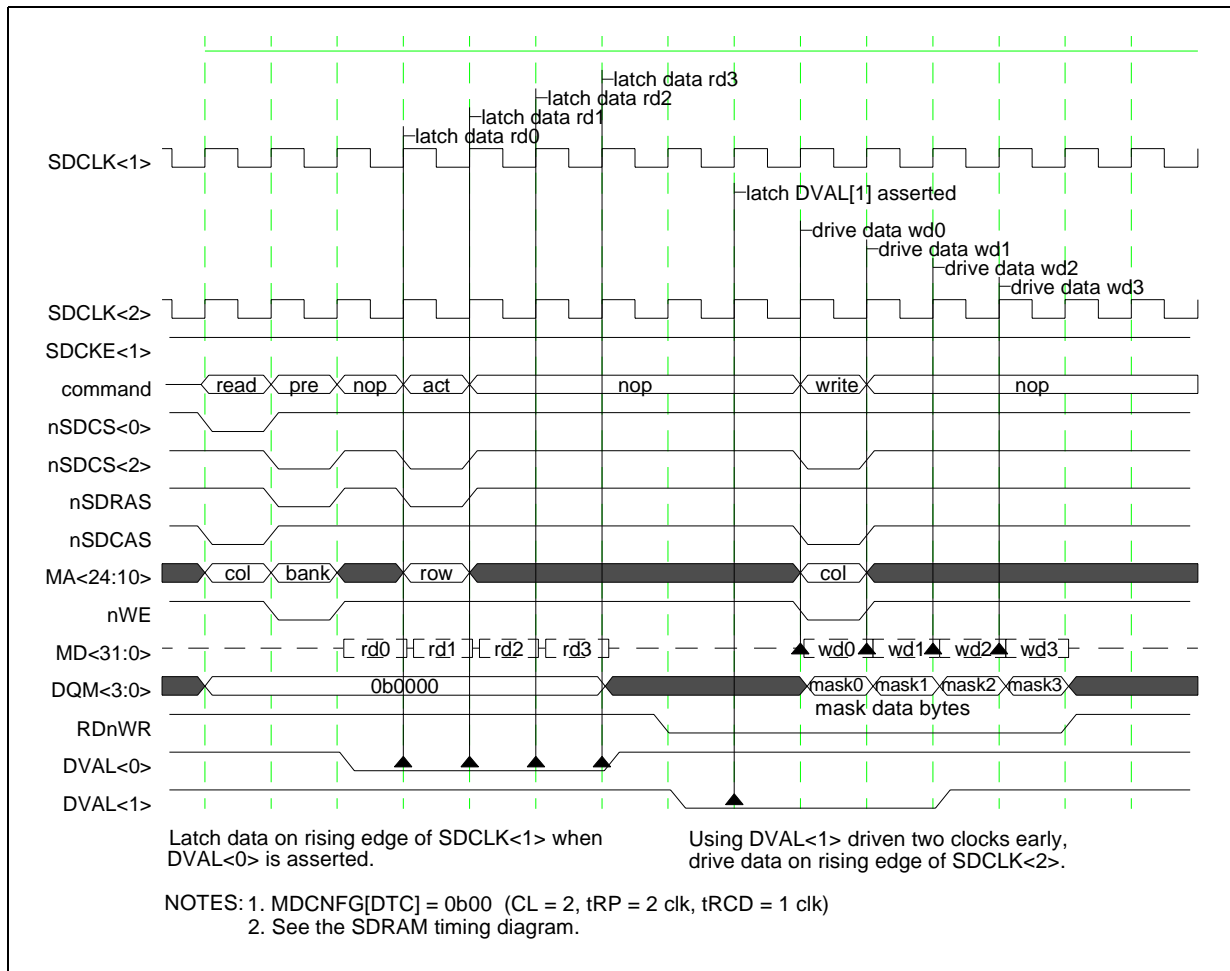 latch data rd3
latch data rd2
latch data rd1
latch data rd0
SDCLK<1>
latch DVAL[1] asserted
drive data wd0
drive data wd1
drive data wd2
drive data wd3
SDCLK<2>
SDCKE<1>
command read pre nop act nop write nop
nSDCS<0>
nSDCS<2>
nSDRAS
nSDCAS
MA<24:10> col bank row col
nWE
MD<31:0> rd0 rd1 rd2 rd3 wd0 wd1 wd2 wd3
DQM<3:0> 0b0000 mask0 mask1 mask2 mask3
mask data bytes
RDnWR
DVAL<0>
DVAL<1>
Latch data on rising edge of SDCLK<1> when
DVAL<0> is asserted.
Using DVAL<1> driven two clocks early,
drive data on rising edge of SDCLK<2>.
NOTES: 1. MDCNFG[DTC] = 0b00 (CL = 2, tRP = 2 clk, tRCD = 1 clk)
2. See the SDRAM timing diagram.